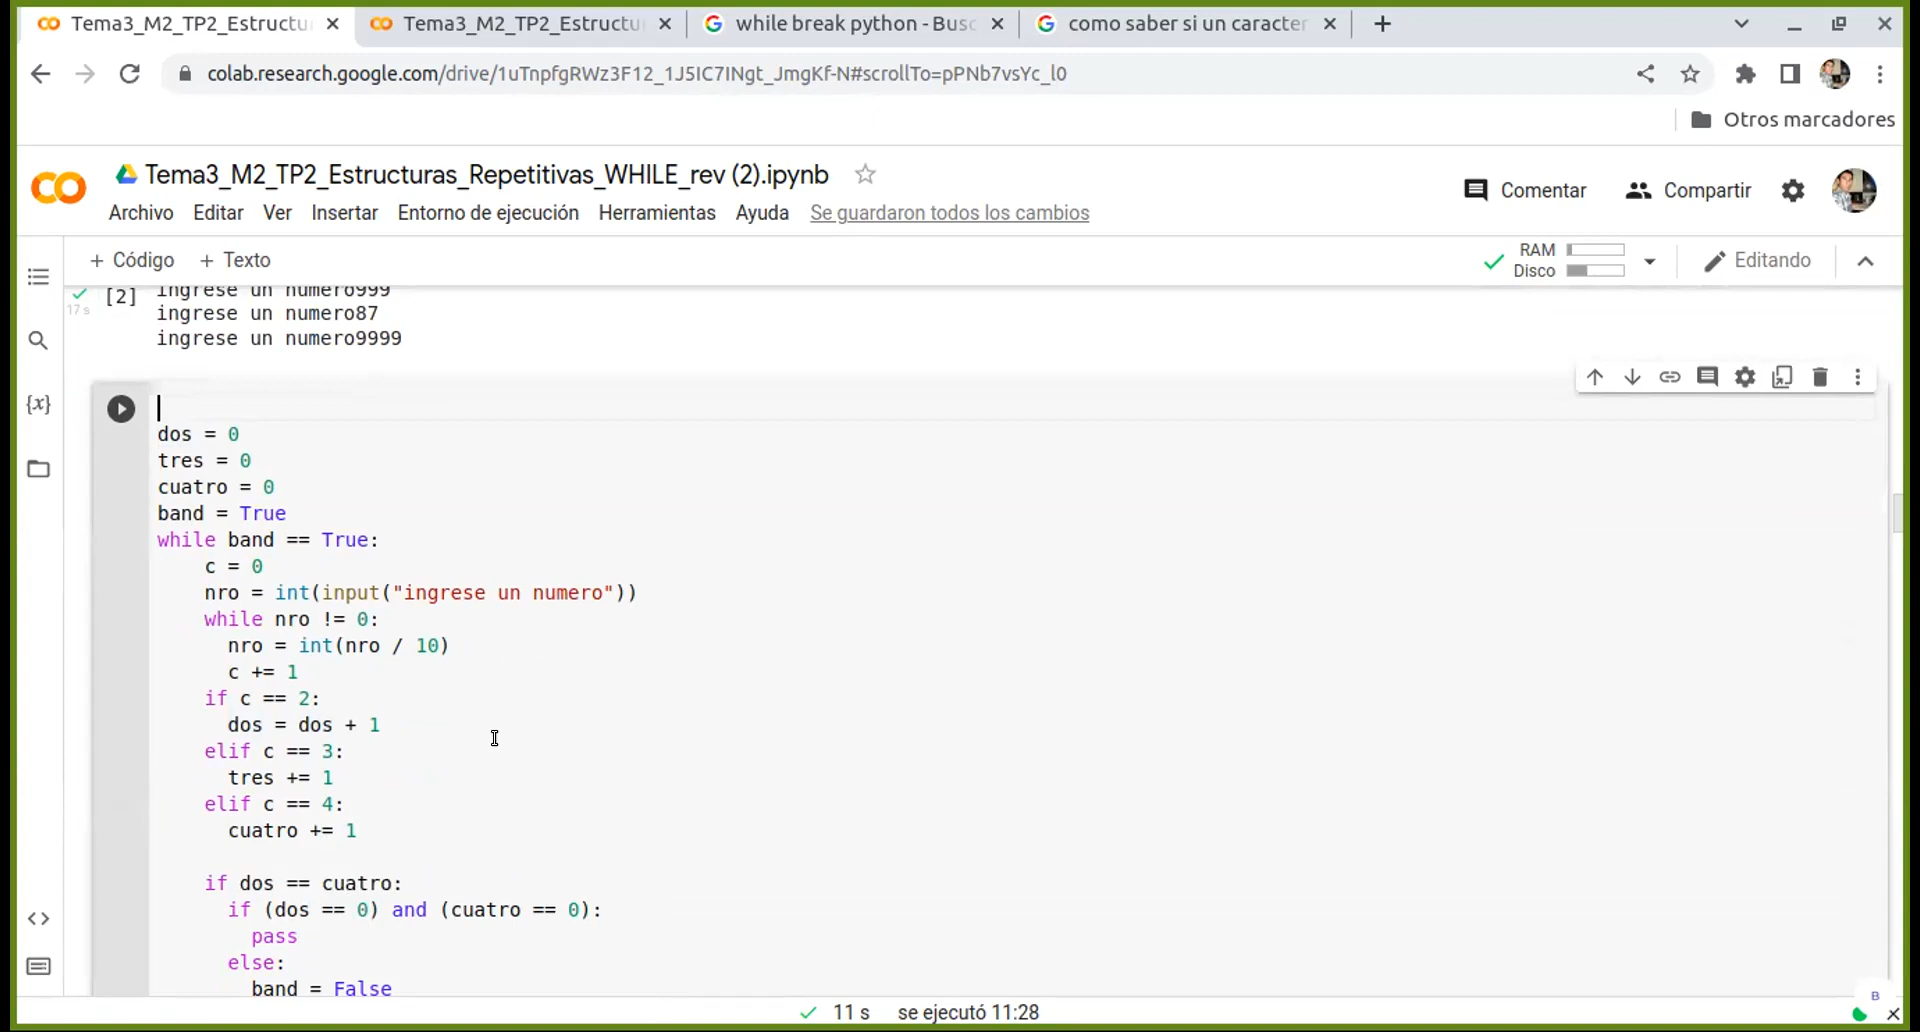 Tema3_M2_TP2_Estructu
Tema3_M2_TP2_Estructu
while break python - Busc
como saber si un caracter
colab.research.google.com/drive/1uTnpfgRWz3F12_1J5IC7INgt_JmgKf-N#scrollTo=pPNb7vsYc_l0
Otros marcadores
Tema3_M2_TP2_Estructuras_Repetitivas_WHILE_rev (2).ipynb
Comentar
Compartir
Archivo Editar Ver Insertar Entorno de ejecución Herramientas Ayuda Se guardaron todos los cambios
+ Código + Texto
RAM
Disco
Editando
[2] ingrese un numero999
17 s
ingrese un numero87
ingrese un numero9999
{x}
dos = 0
tres = 0
cuatro = 0
band = True
while band == True:
c = 0
nro = int(input("ingrese un numero"))
while nro != 0:
nro = int(nro / 10)
c += 1
if c == 2:
dos = dos + 1
elif c == 3:
tres += 1
elif c == 4:
cuatro += 1
if dos == cuatro:
if (dos == 0) and (cuatro == 0):
pass
else:
band = False
11 s se ejecutó 11:28
B